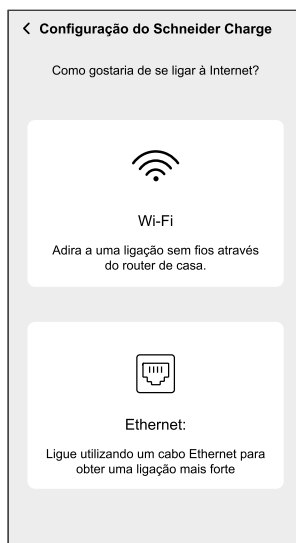 Configuração do Schneider Charge
Como gostaria de se ligar à Internet?
Wi-Fi
Adira a uma ligação sem fios através
do router de casa.
Ethernet:
Ligue utilizando um cabo Ethernet para
obter uma ligação mais forte